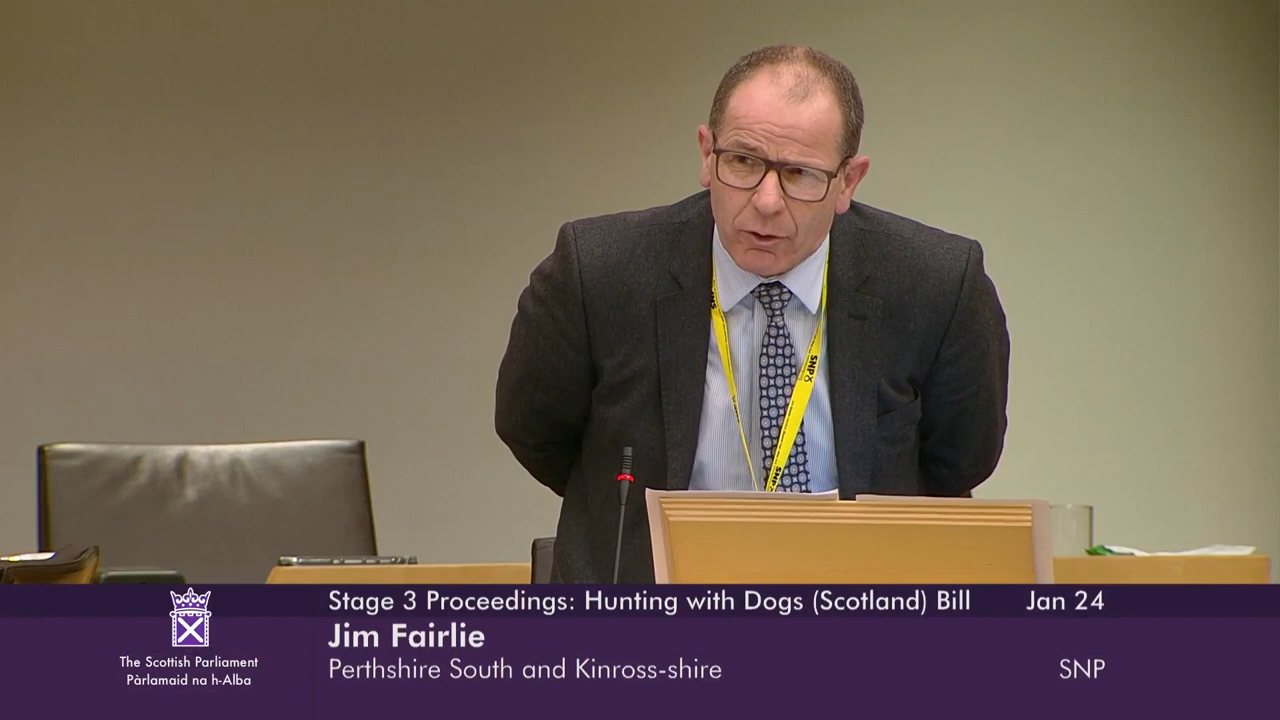 SNP
SNP
Stage 3 Proceedings: Hunting with Dogs (Scotland) Bill Jan 24
Jim Fairlie
Perthshire South and Kinross-shire SNP
The Scottish Parliament
Pàrlamaid na h-Alba